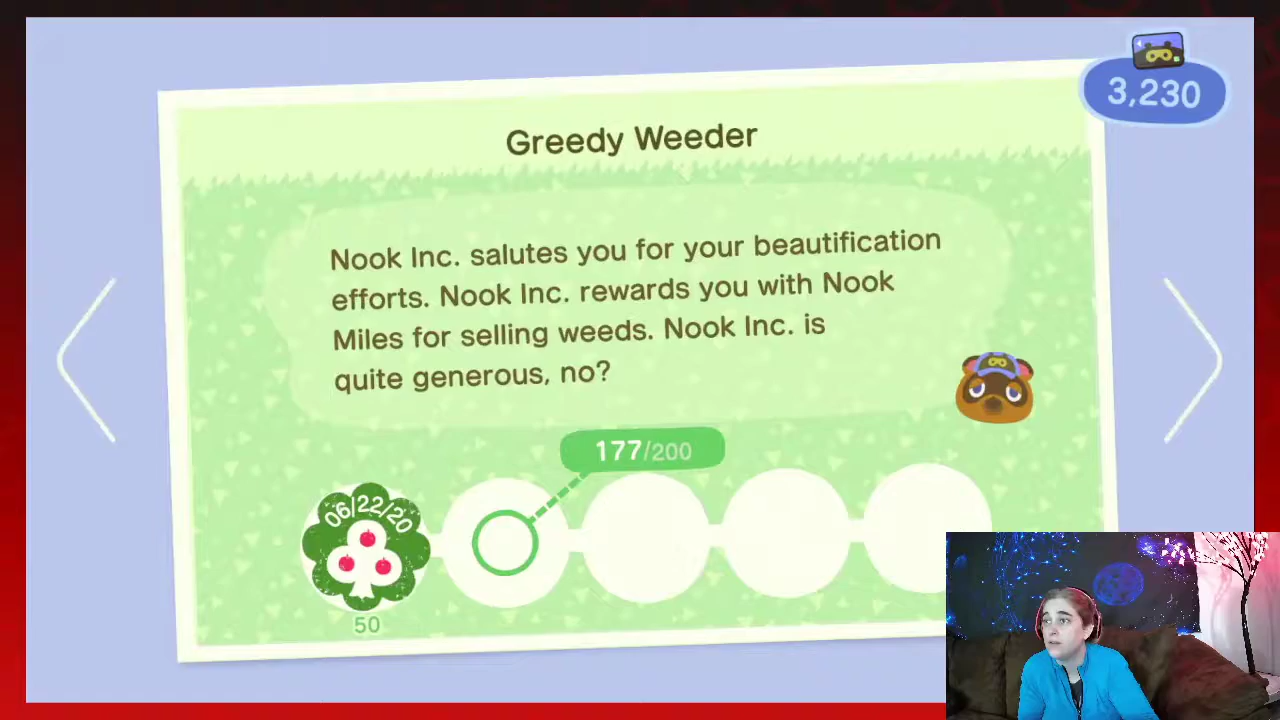 3,230
Greedy Weeder
Nook Inc. salutes you for your beautification
efforts. Nook Inc. rewards you with Nook
Miles for selling weeds. Nook Inc. is
quite generous, no?
177/200
06/22/20
50